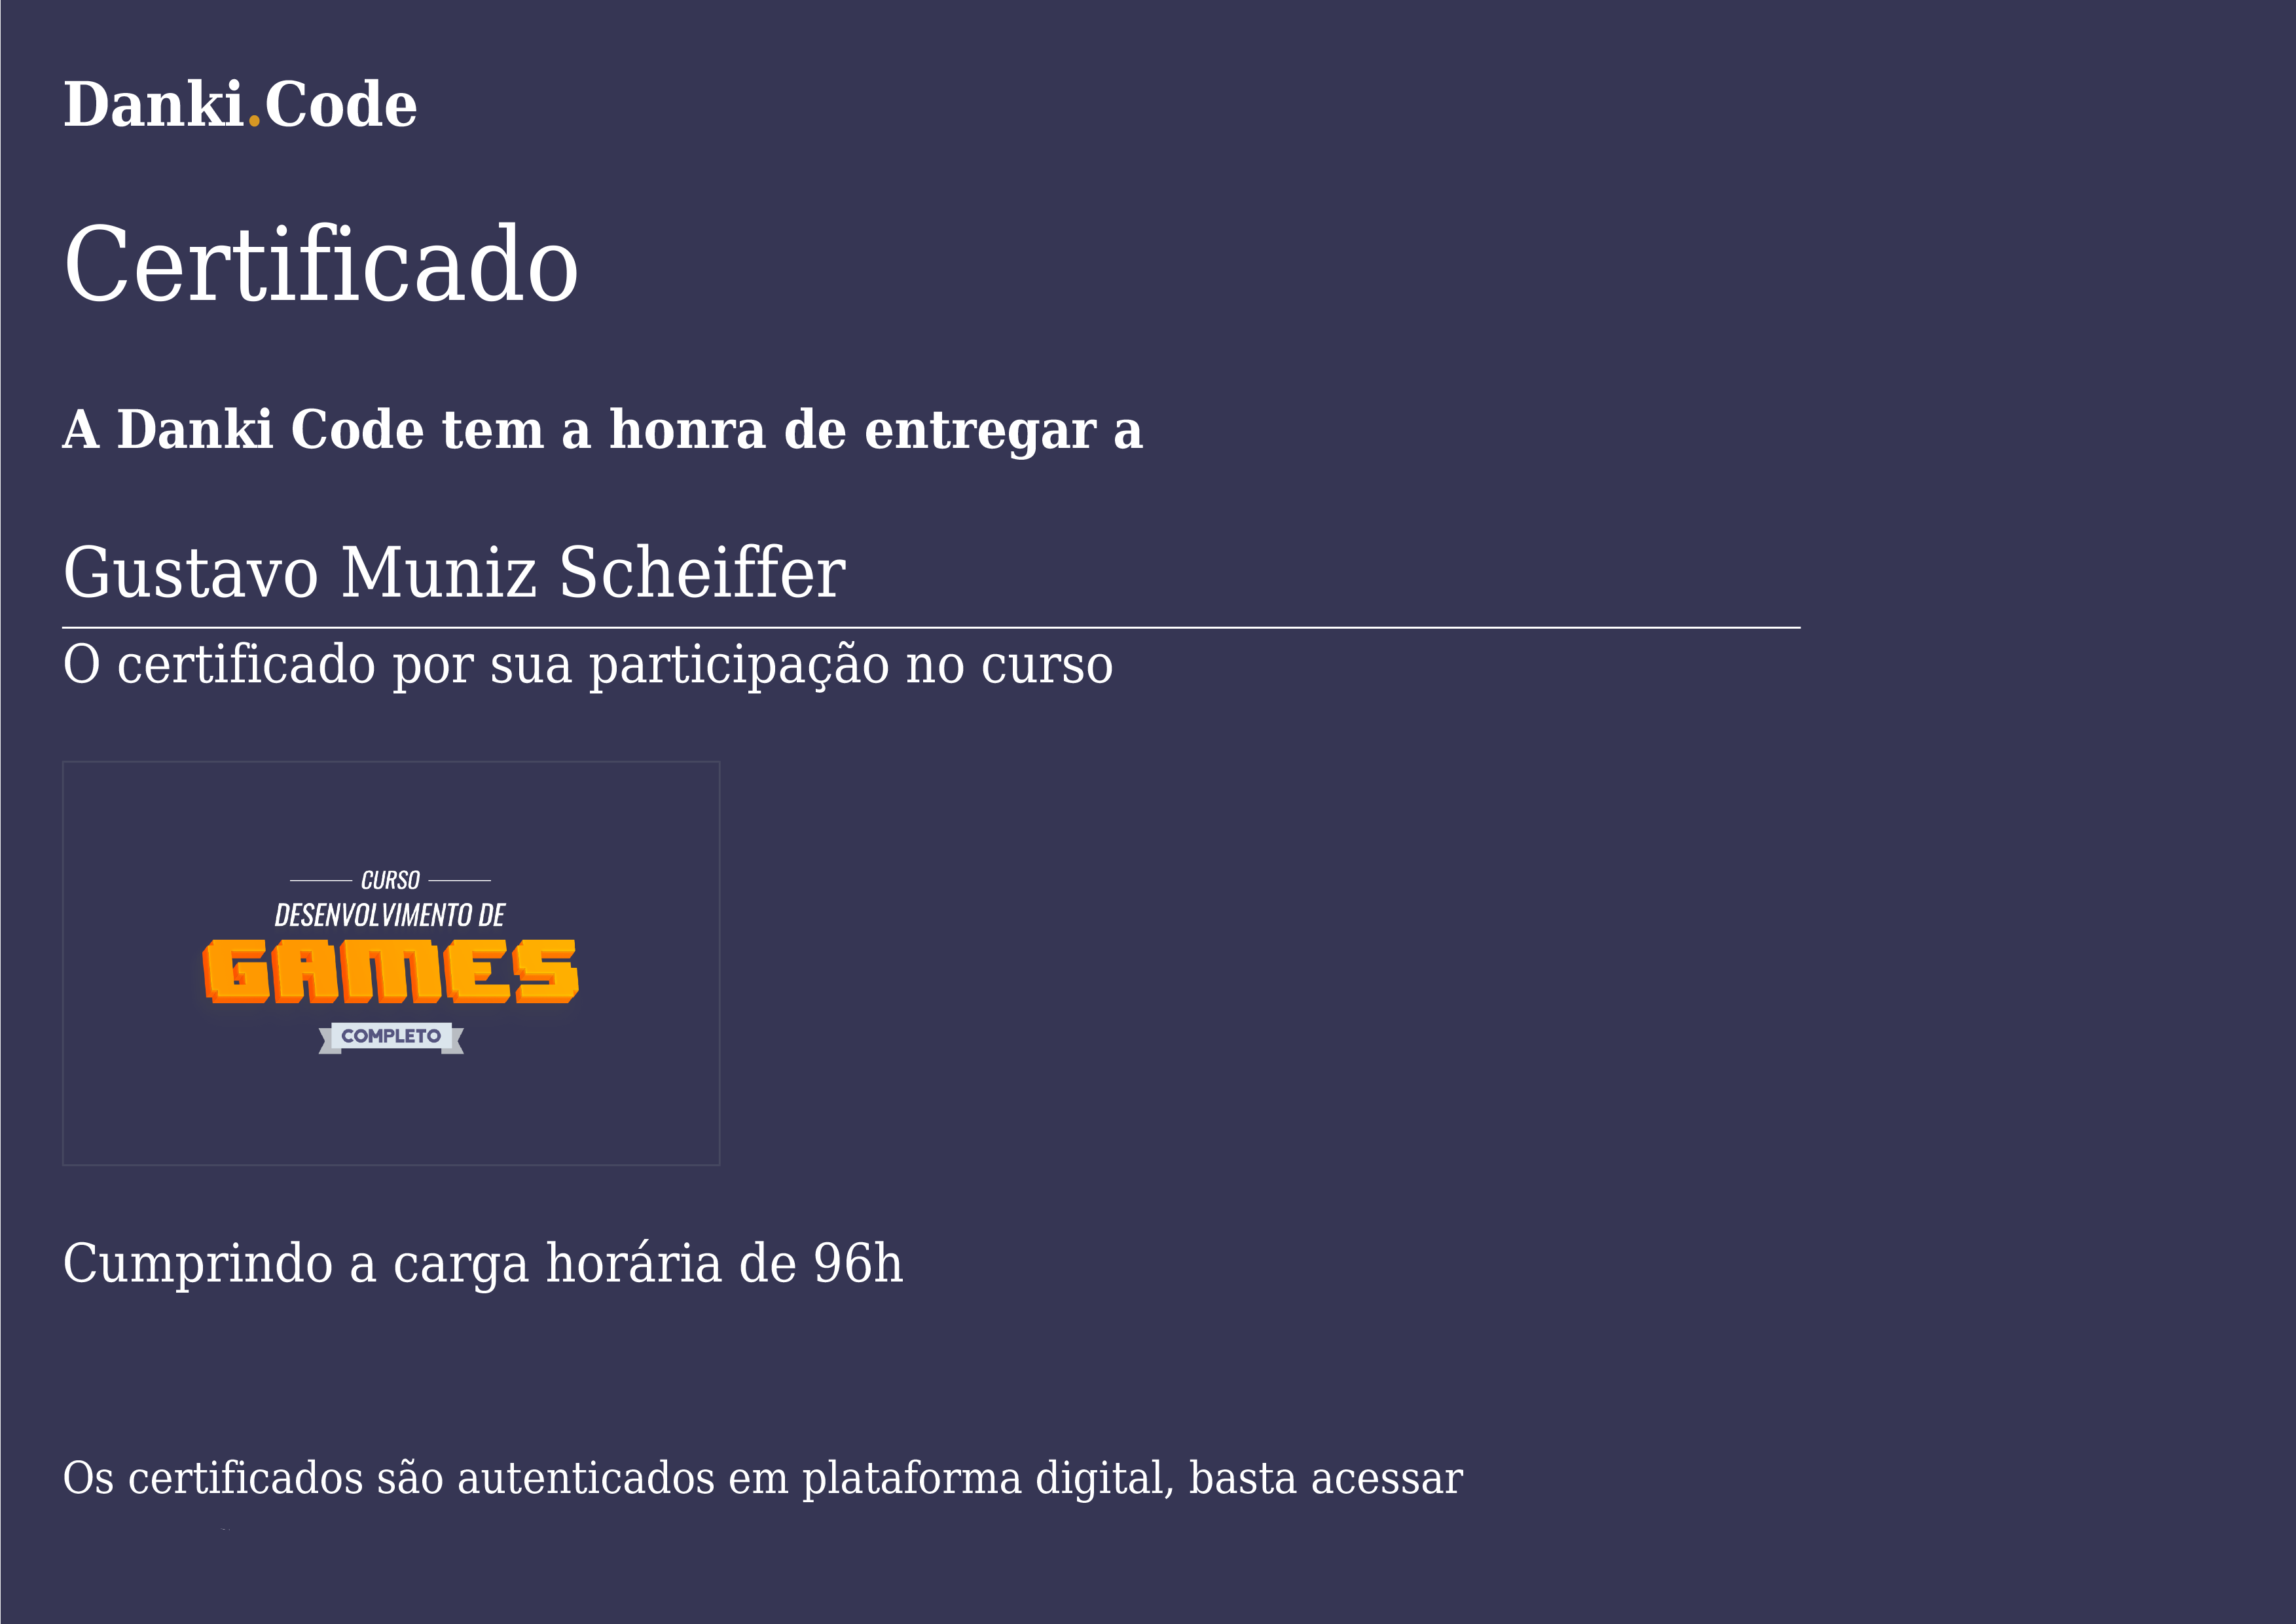 Danki.Code
Certificado
A Danki Code tem a honra de entregar a
Gustavo Muniz Scheiffer
O certificado por sua participação no curso
CURSO
DESENVOLVIMENTO DE
GAMES
COMPLETO
Cumprindo a carga horária de 96h
Os certificados são autenticados em plataforma digital, basta acessar